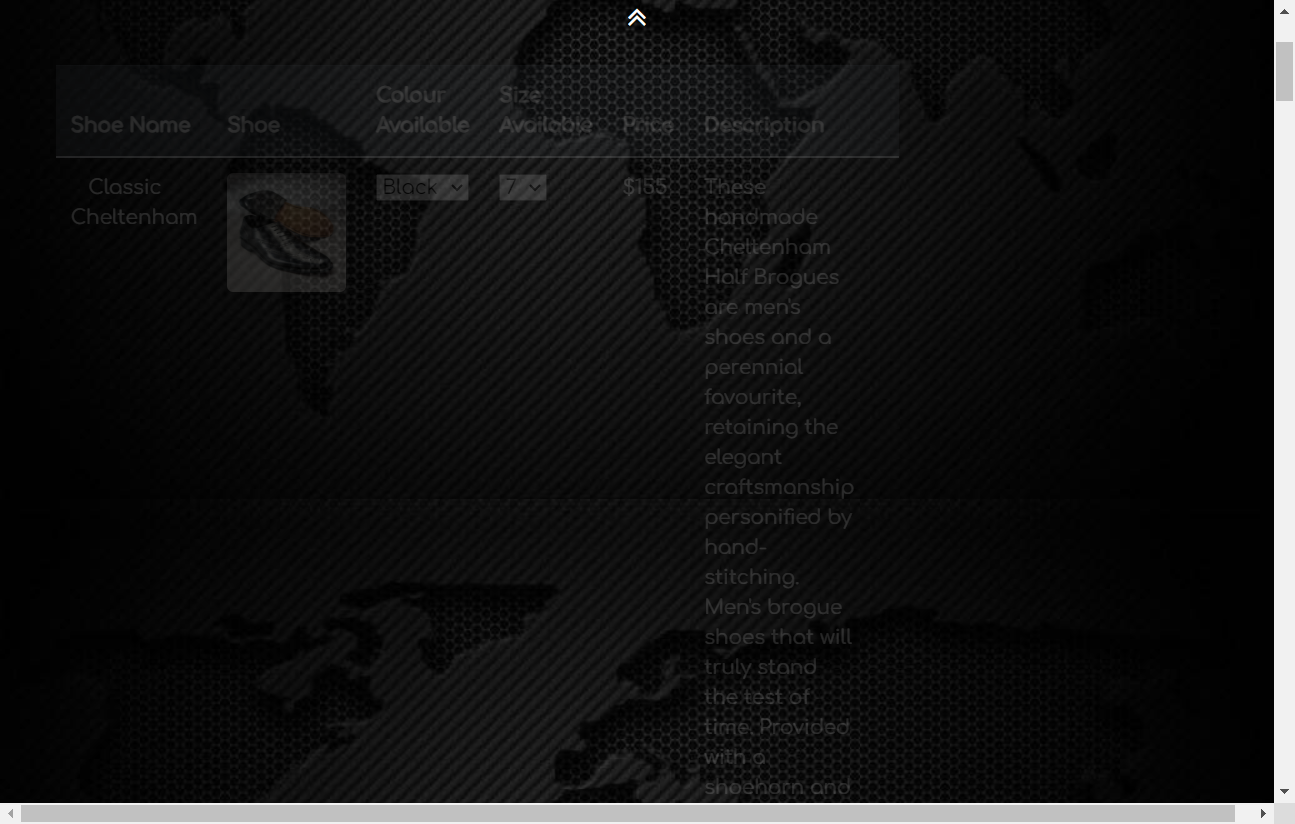 Shoe Name
Shoe
Colour
Available
Size
Available
Price
Description
Classic
Cheltenham
Black
7
$155
These
handmade
Cheltenham
Half Brogues
are men's
shoes and a
perennial
favourite,
retaining the
elegant
craftsmanship
personified by
hand-
stitching.
Men's brogue
shoes that will
truly stand
the test of
time. Provided
with a
shoehorn and